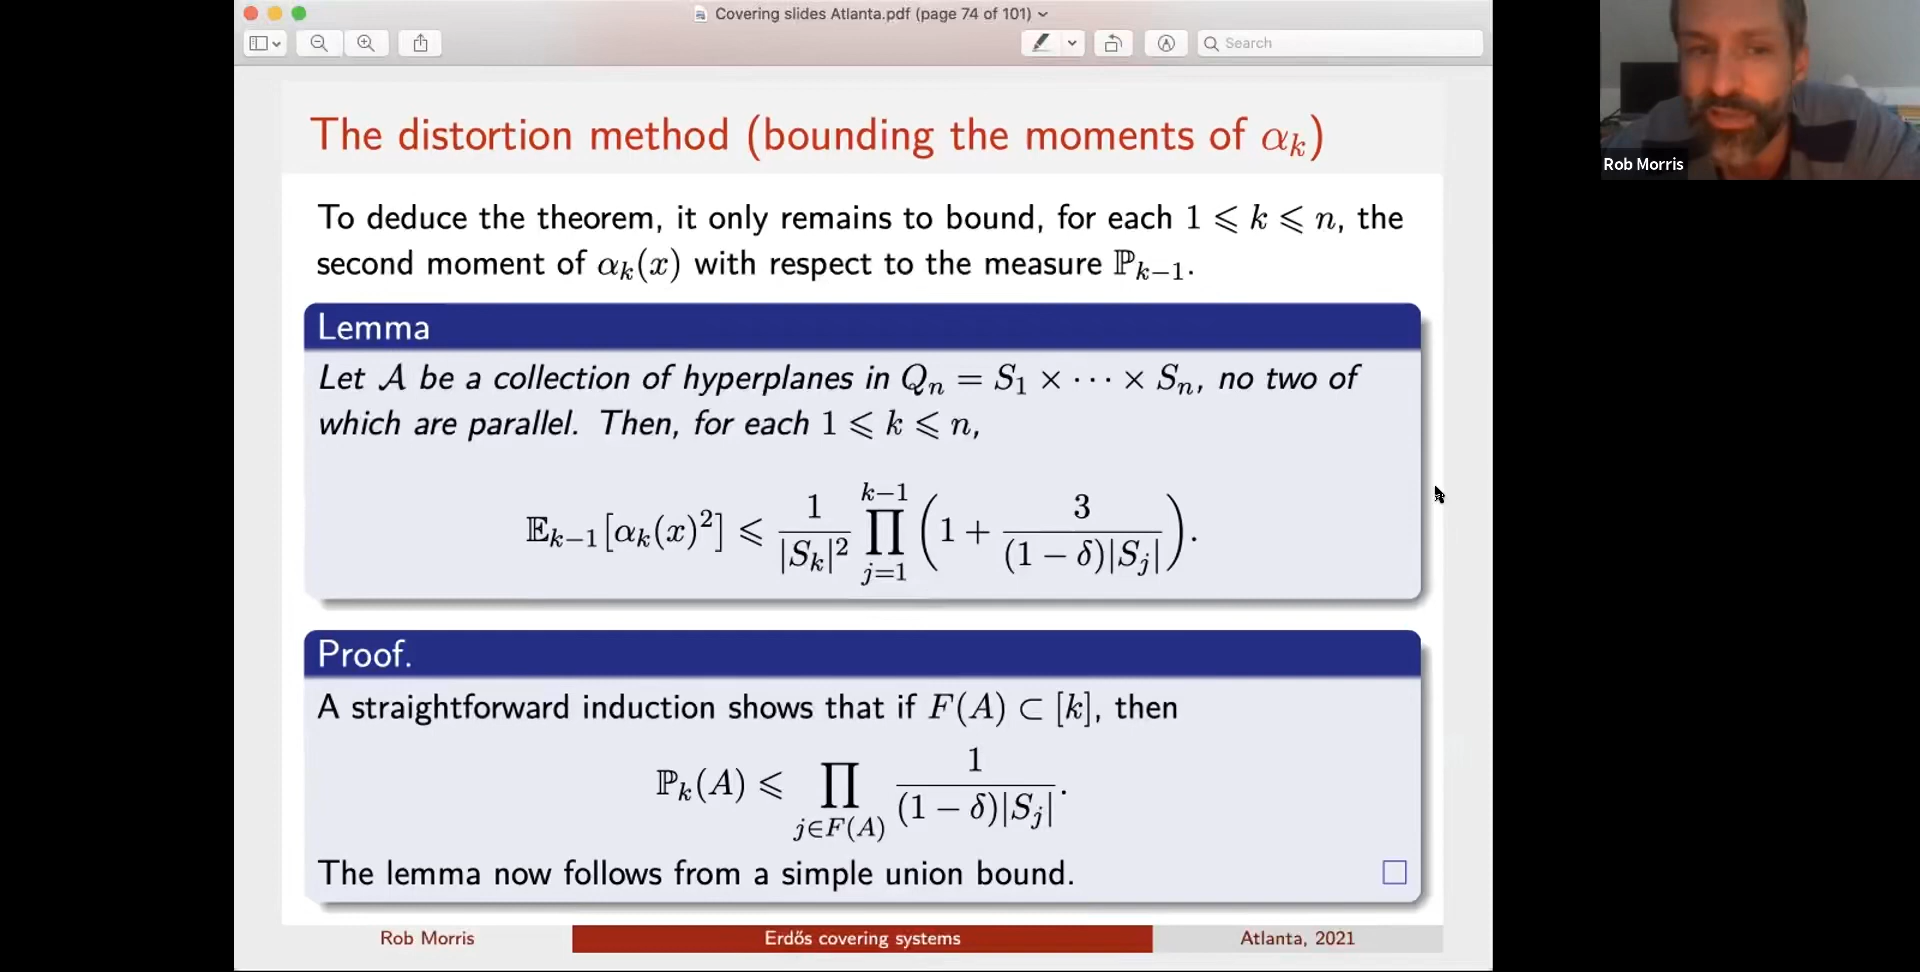 Covering slides Atlanta.pdf (page 74 of 101)
Search
The distortion method (bounding the moments of αₖ)
To deduce the theorem, it only remains to bound, for each 1 ⩽ k ⩽ n, the
second moment of αₖ(x) with respect to the measure ℙₖ₋₁.
Lemma
Let 𝒜 be a collection of hyperplanes in Qₙ = S₁ × ⋯ × Sₙ, no two of
which are parallel. Then, for each 1 ⩽ k ⩽ n,
𝔼ₖ₋₁[αₖ(x)²] ⩽ 1/|Sₖ|² ∏_{j=1}^{k−1} (1 + 3/((1 − δ)|Sⱼ|)).
Proof.
A straightforward induction shows that if F(A) ⊂ [k], then
ℙₖ(A) ⩽ ∏_{j∈F(A)} 1/((1 − δ)|Sⱼ|).
The lemma now follows from a simple union bound. □
Rob Morris
Erdős covering systems
Atlanta, 2021
Rob Morris